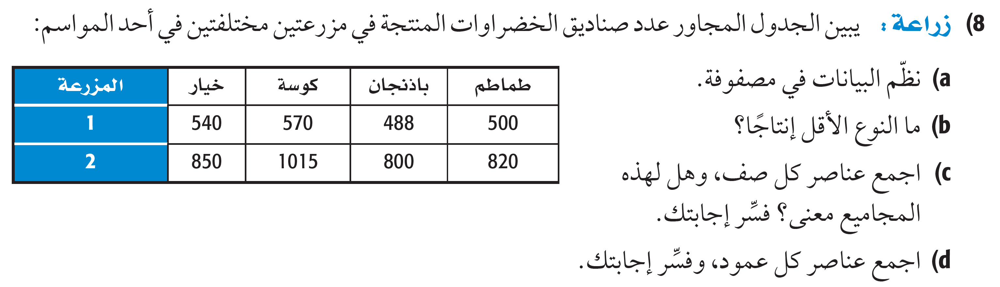 8) زراعة : يبين الجدول المجاور عدد صناديق الخضراوات المنتجة في مزرعتين مختلفتين في أحد المواسم:
a) نظّم البيانات في مصفوفة.
b) ما النوع الأقل إنتاجًا؟
c) اجمع عناصر كل صف، وهل لهذه
المجاميع معنى؟ فسِّر إجابتك.
d) اجمع عناصر كل عمود، وفسِّر إجابتك.
المزرعة خيار كوسة باذنجان طماطم
1 540 570 488 500
2 850 1015 800 820